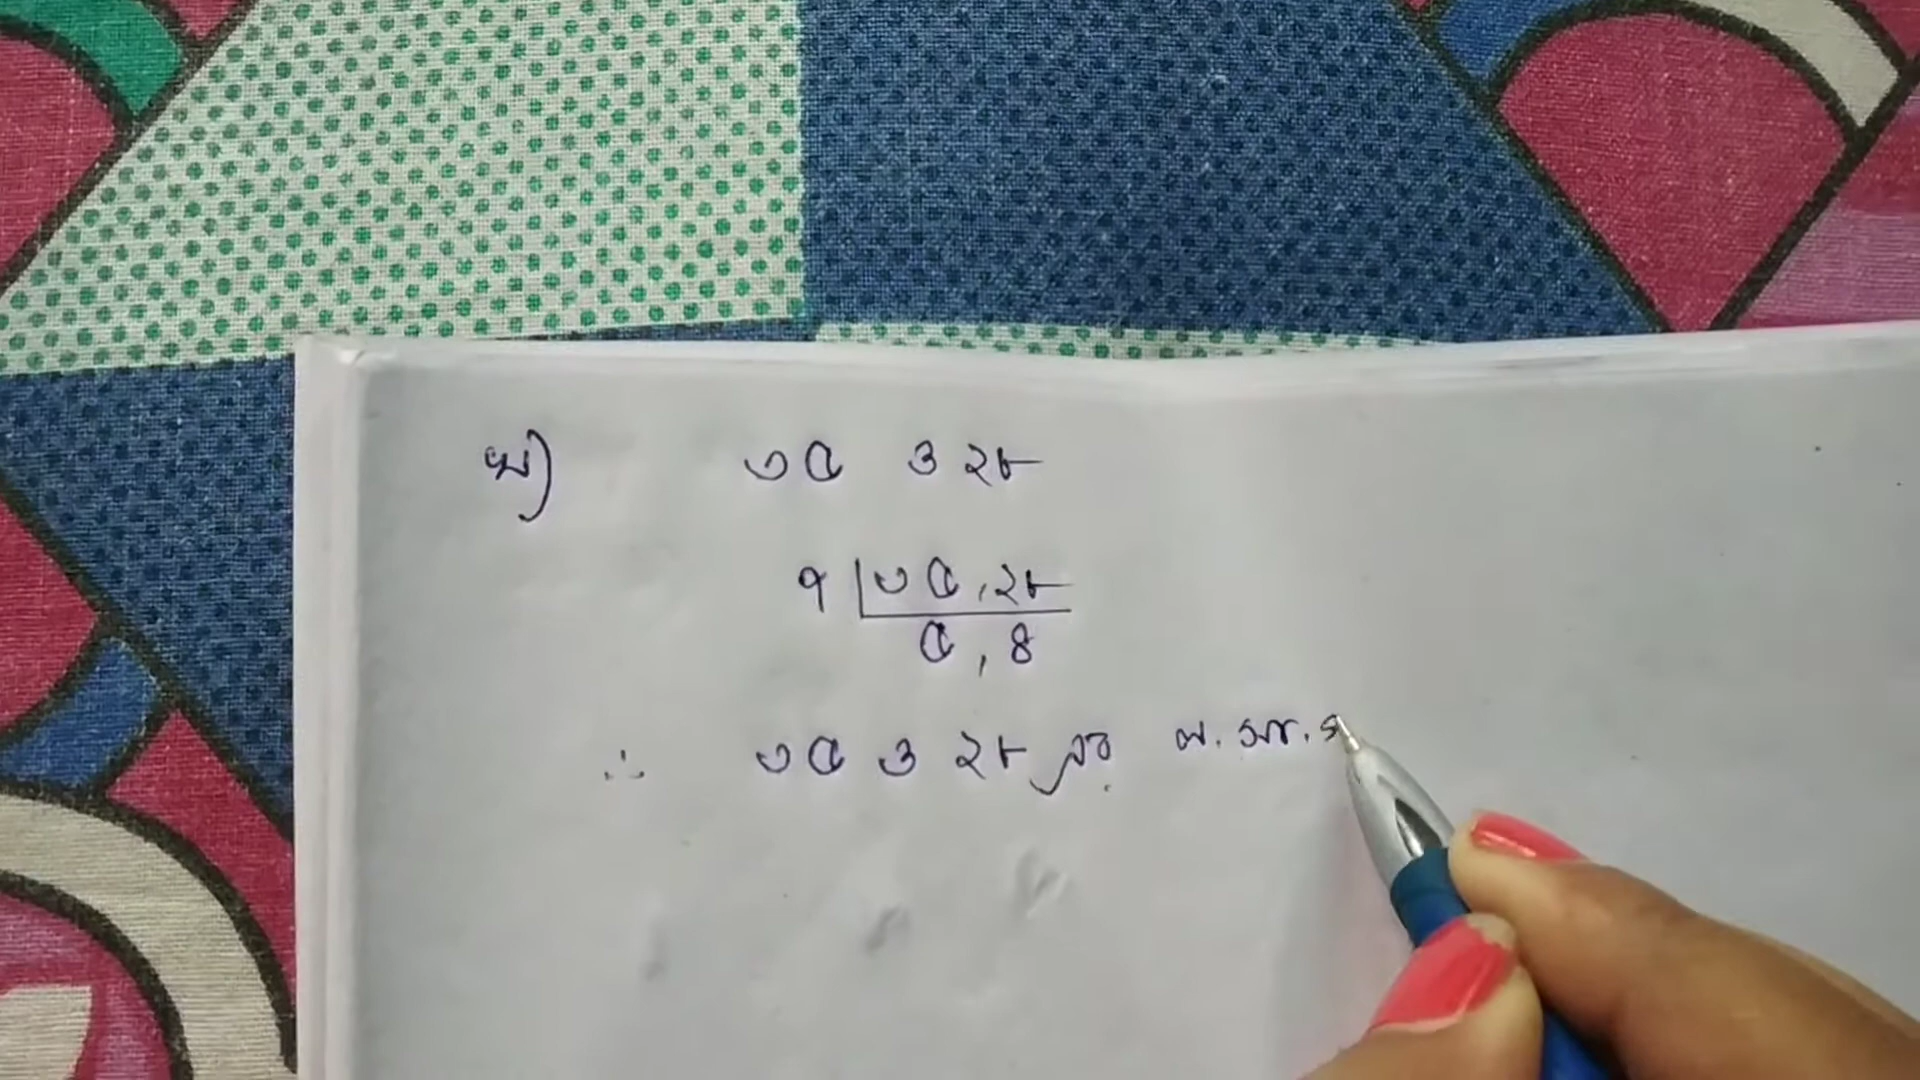 খ) ৩৫ ও ২৮
৭ ৩৫, ২৮
৫, ৪
∴ ৩৫ ও ২৮ এর ল. সা.